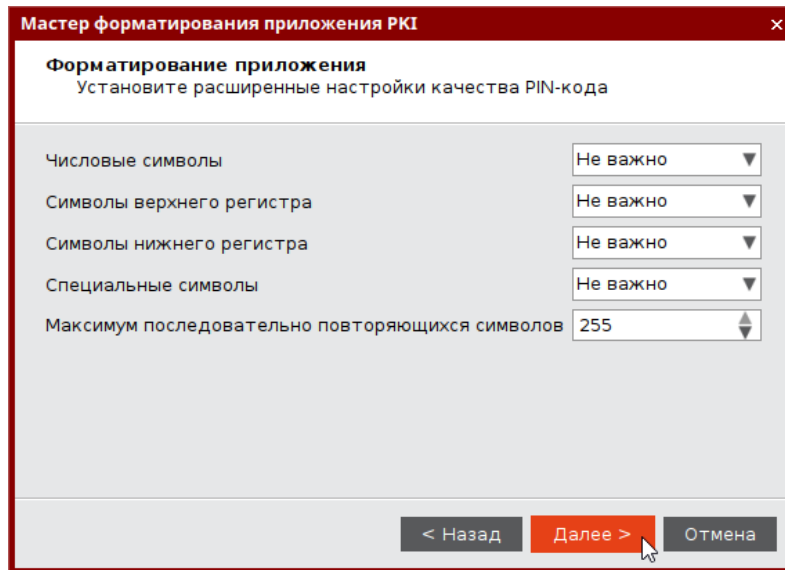 Мастер форматирования приложения PKI
Форматирование приложения
Установите расширенные настройки качества PIN-кода
Числовые символы Не важно
Символы верхнего регистра Не важно
Символы нижнего регистра Не важно
Специальные символы Не важно
Максимум последовательно повторяющихся символов 255
< Назад Далее > Отмена